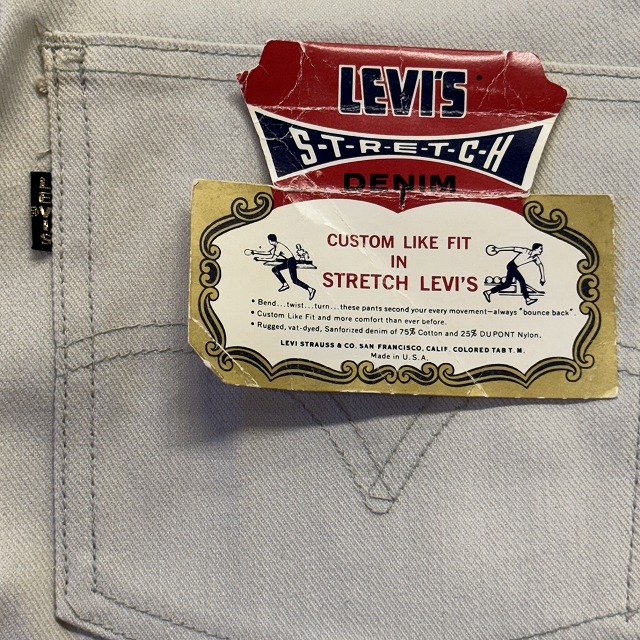 LEVI'S
S-T-R-E-T-C-H
DENIM
CUSTOM LIKE FIT
IN
STRETCH LEVI'S
• Bend...twist...turn...these pants second your every movement—always "bounce back".
• Custom Like Fit and more comfort than ever before.
• Rugged, vat-dyed, Sanforized denim of 75% Cotton and 25% DUPONT Nylon.
LEVI STRAUSS & CO. SAN FRANCISCO, CALIF. COLORED TAB T. M.
Made in U. S. A.
LEVI'S